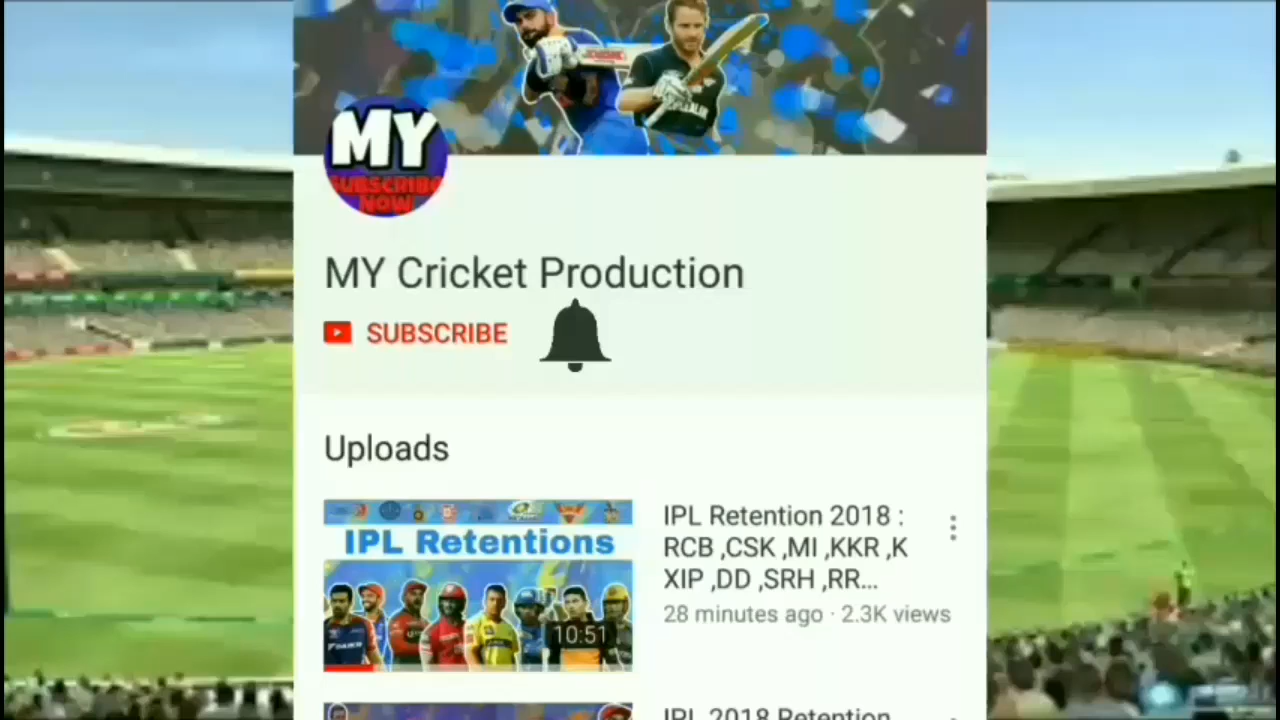 MY
SUBSCRIBE
NOW
MY Cricket Production
SUBSCRIBE
Uploads
IPL Retentions
10:51
IPL Retention 2018 :
RCB ,CSK ,MI ,KKR ,K
XIP ,DD ,SRH ,RR...
28 minutes ago · 2.3K views
IPL 2018 Retention